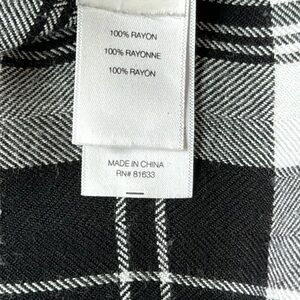 100% RAYON
100% RAYONNE
100% RAYÓN
MADE IN CHINA
RN# 81633